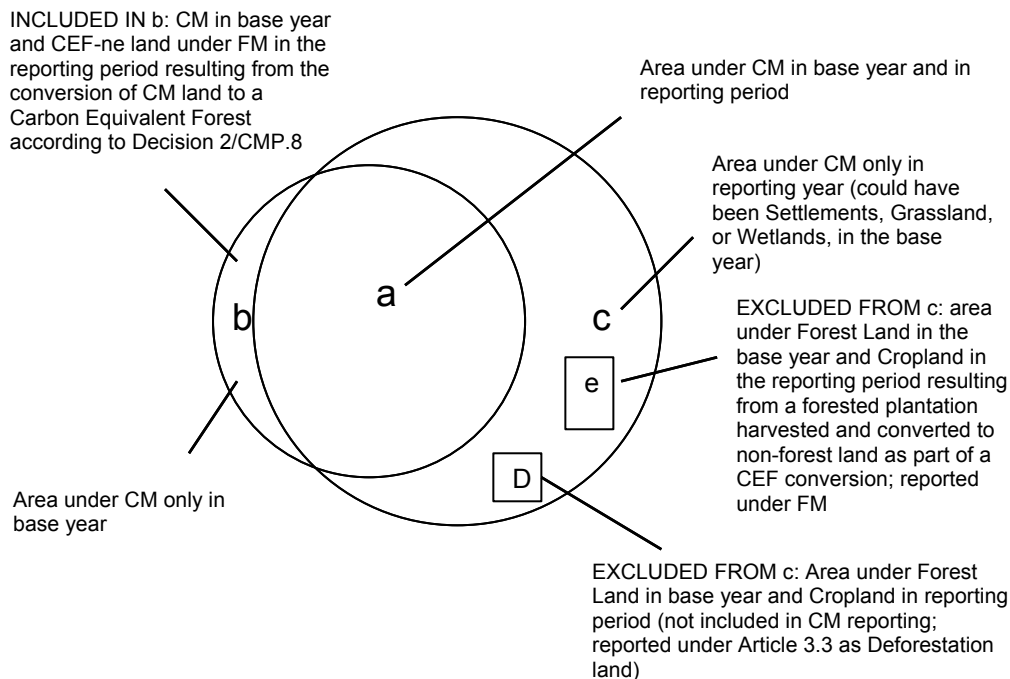 INCLUDED IN b: CM in base year
and CEF-ne land under FM in the
reporting period resulting from the
conversion of CM land to a
Carbon Equivalent Forest
according to Decision 2/CMP.8
Area under CM in base year and in
reporting period
Area under CM only in
reporting year (could have
been Settlements, Grassland,
or Wetlands, in the base
year)
a
b
c
EXCLUDED FROM c: area
under Forest Land in the
base year and Cropland in
the reporting period resulting
from a forested plantation
harvested and converted to
non-forest land as part of a
CEF conversion; reported
under FM
e
D
Area under CM only in
base year
EXCLUDED FROM c: Area under Forest
Land in base year and Cropland in reporting
period (not included in CM reporting;
reported under Article 3.3 as Deforestation
land)